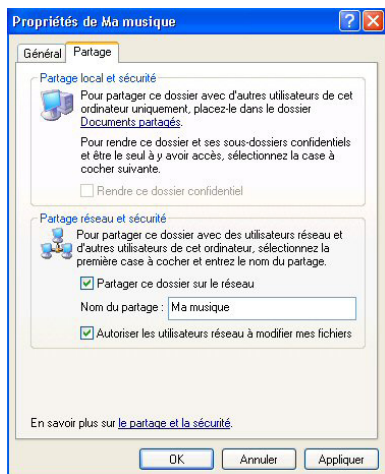 Propriétés de Ma musique
Général Partage
Partage local et sécurité
Pour partager ce dossier avec d'autres utilisateurs de cet
ordinateur uniquement, placez-le dans le dossier
Documents partagés.
Pour rendre ce dossier et ses sous-dossiers confidentiels
et être le seul à y avoir accès, sélectionnez la case à
cocher suivante.
Rendre ce dossier confidentiel
Partage réseau et sécurité
Pour partager ce dossier avec des utilisateurs réseau et
d'autres utilisateurs de cet ordinateur, sélectionnez la
première case à cocher et entrez le nom du partage.
Partager ce dossier sur le réseau
Nom du partage : Ma musique
Autoriser les utilisateurs réseau à modifier mes fichiers
En savoir plus sur le partage et la sécurité.
OK Annuler Appliquer